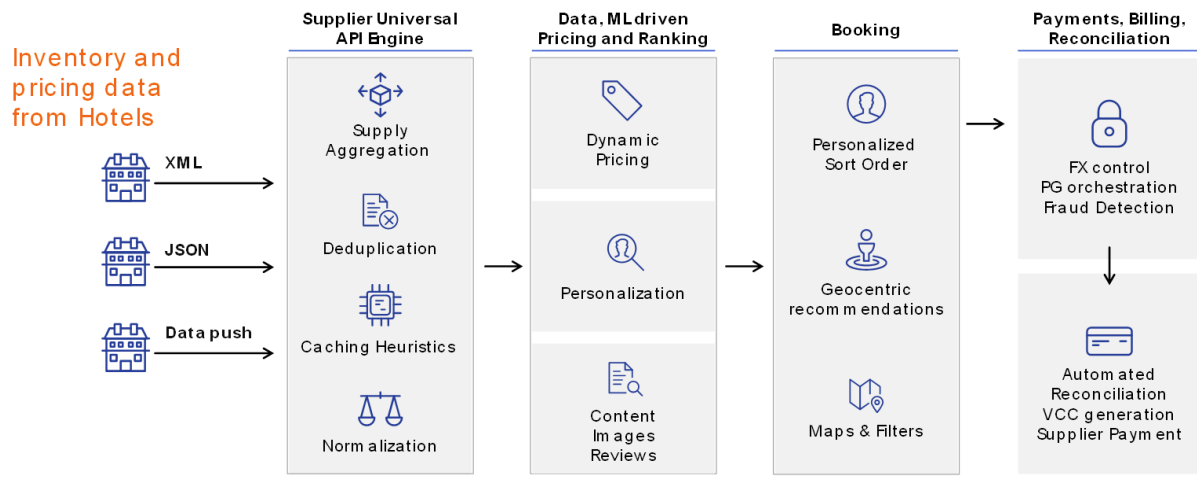 Inventory and
pricing data
from Hotels
XML
JSON
Data push
Supplier Universal
API Engine
Supply
Aggregation
Deduplication
Caching Heuristics
Normalization
Data, ML driven
Pricing and Ranking
Dynamic
Pricing
Personalization
Content
Images
Reviews
Booking
Personalized
Sort Order
Geocentric
recommendations
Maps & Filters
Payments, Billing,
Reconciliation
FX control
PG orchestration
Fraud Detection
Automated
Reconciliation
VCC generation
Supplier Payment